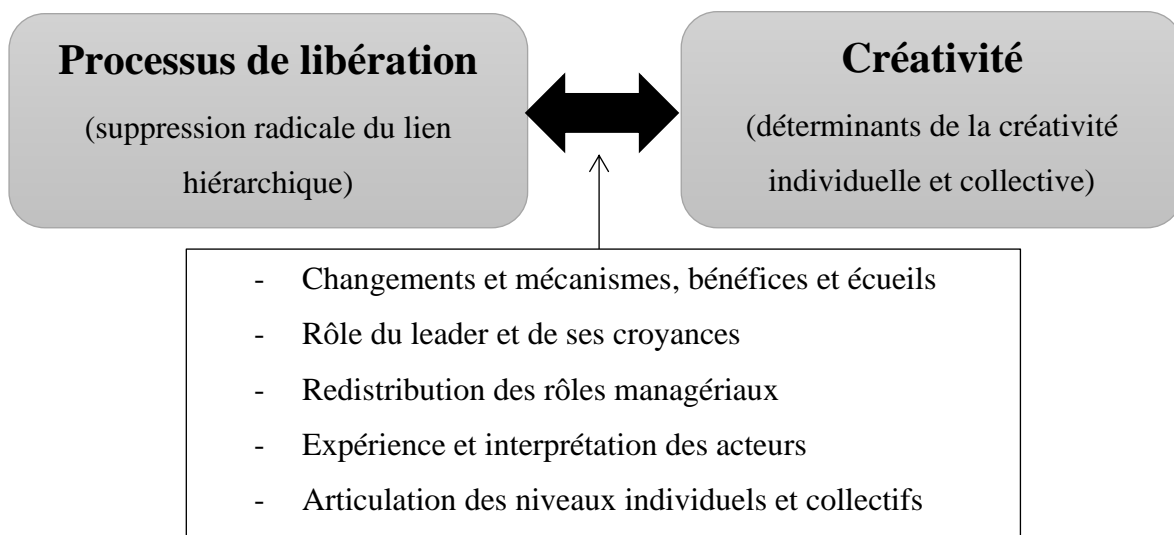 Processus de libération
(suppression radicale du lien
hiérarchique)
Créativité
(déterminants de la créativité
individuelle et collective)
- Changements et mécanismes, bénéfices et écueils
- Rôle du leader et de ses croyances
- Redistribution des rôles managériaux
- Expérience et interprétation des acteurs
- Articulation des niveaux individuels et collectifs